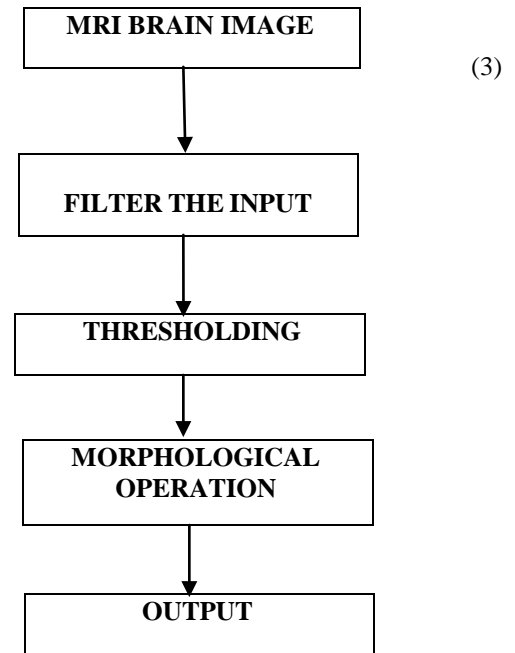 MRI BRAIN IMAGE
(3)
FILTER THE INPUT
THRESHOLDING
MORPHOLOGICAL
OPERATION
OUTPUT